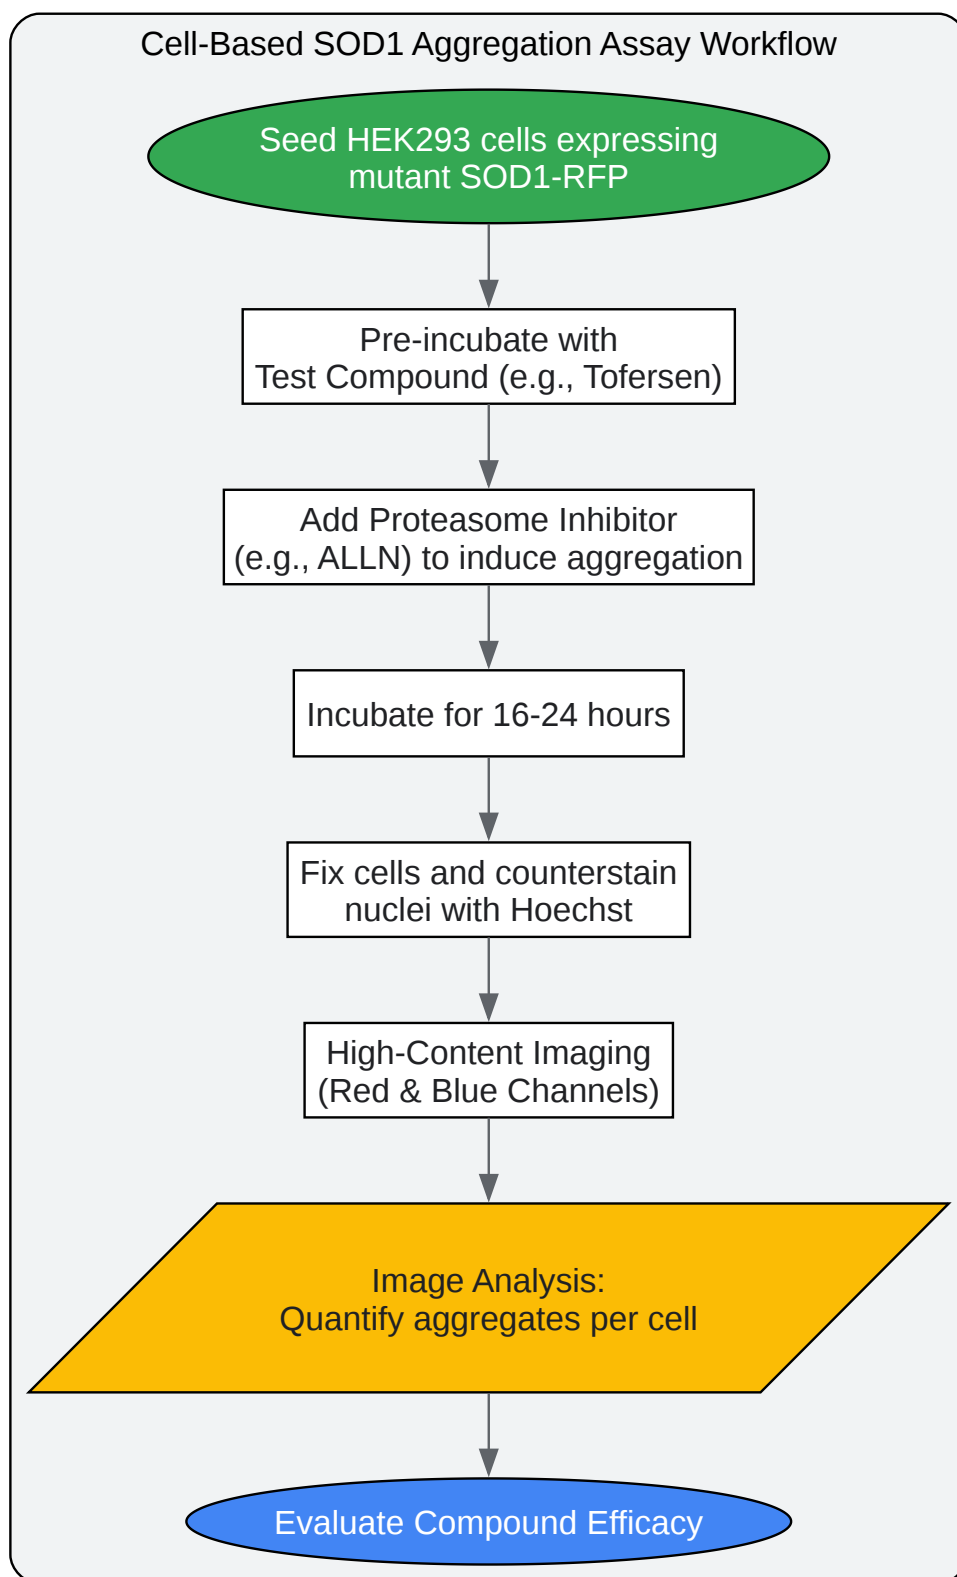 Cell-Based SOD1 Aggregation Assay Workflow
Seed HEK293 cells expressing
mutant SOD1-RFP
Pre-incubate with
Test Compound (e.g., Tofersen)
Add Proteasome Inhibitor
(e.g., ALLN) to induce aggregation
Incubate for 16-24 hours
Fix cells and counterstain
nuclei with Hoechst
High-Content Imaging
(Red & Blue Channels)
Image Analysis:
Quantify aggregates per cell
Evaluate Compound Efficacy